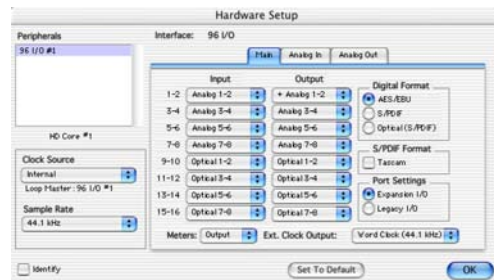 Hardware Setup
Peripherals
Interface: 96 I/O
96 I/O #1
Main
Analog In
Analog Out
Input
Output
Digital Format
1-2 Analog 1-2 + Analog 1-2
AES/EBU
3-4 Analog 3-4 Analog 3-4
S/PDIF
5-6 Analog 5-6 Analog 5-6
Optical (S/PDIF)
HD Core #1
7-8 Analog 7-8 Analog 7-8
S/PDIF Format
Clock Source
9-10 Optical 1-2 Optical 1-2
Tascam
Internal
11-12 Optical 3-4 Optical 3-4
Port Settings
Loop Master: 96 I/O #1
13-14 Optical 5-6 Optical 5-6
Expansion I/O
Sample Rate
15-16 Optical 7-8 Optical 7-8
Legacy I/O
44.1 kHz
Meters: Output Ext. Clock Output: Word Clock (44.1 kHz)
Identify
Set To Default
OK